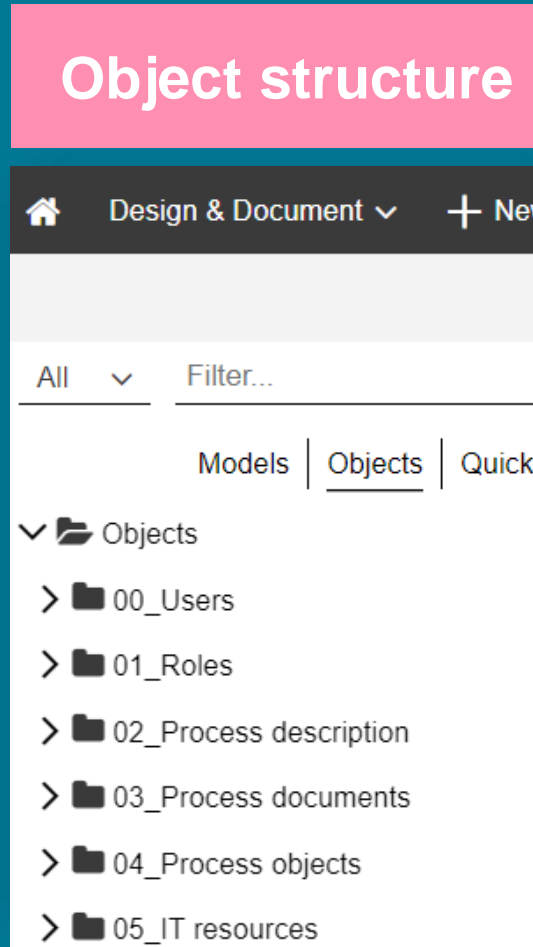 Object structure
Design & Document
All Filter...
Models Objects Quick
Objects
00_Users
01_Roles
02_Process description
03_Process documents
04_Process objects
05_IT resources